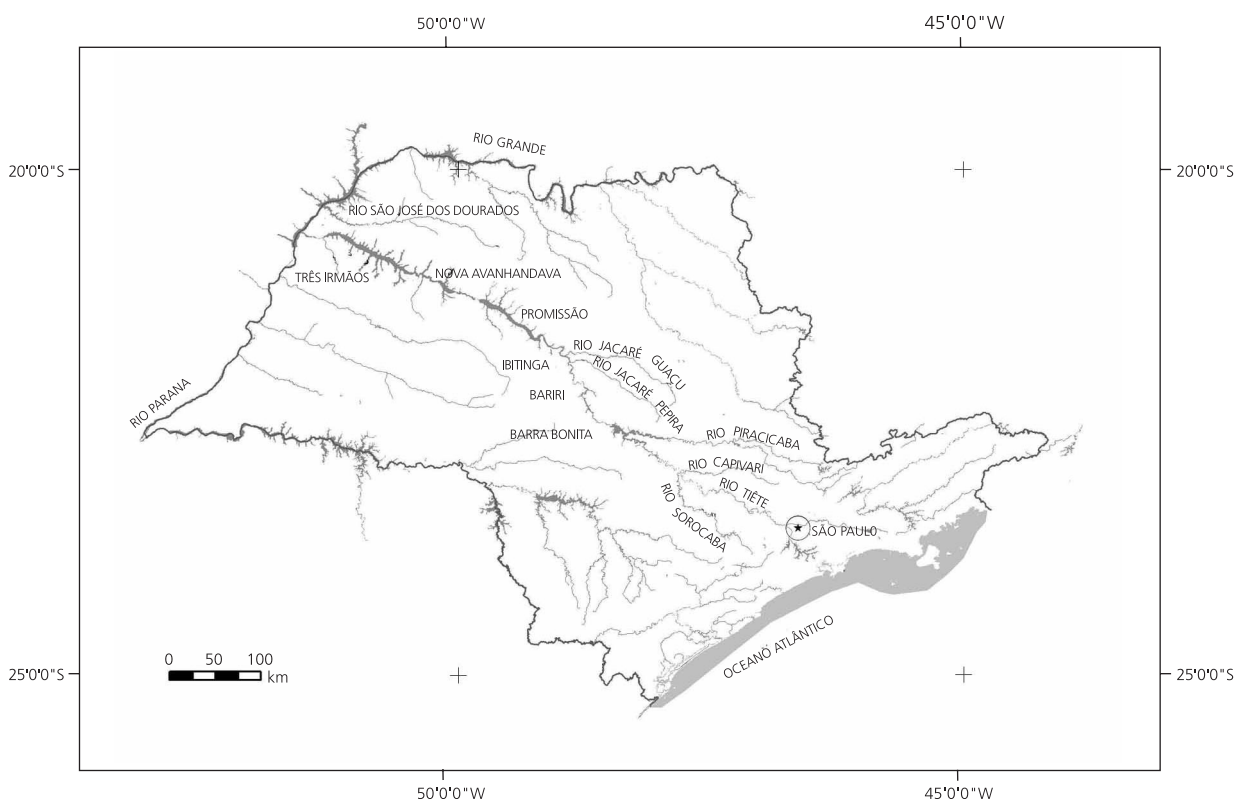 50°0'0"W
45°0'0"W
20°0'0"S
20°0'0"S
RIO GRANDE
RIO SÃO JOSÉ DOS DOURADOS
TRÊS IRMÃOS
NOVA AVANHANDAVA
PROMISSÃO
RIO JACARÉ GUAÇU
IBITINGA
RIO JACARÉ PEPIRA
BARIRI
RIO PARANA
BARRA BONITA
RIO PIRACICABA
RIO CAPIVARI
RIO TIÊTE
RIO SOROCABA
SÃO PAULO
OCEANO ATLÂNTICO
0 50 100
km
25°0'0"S
25°0'0"S
50°0'0"W
45°0'0"W